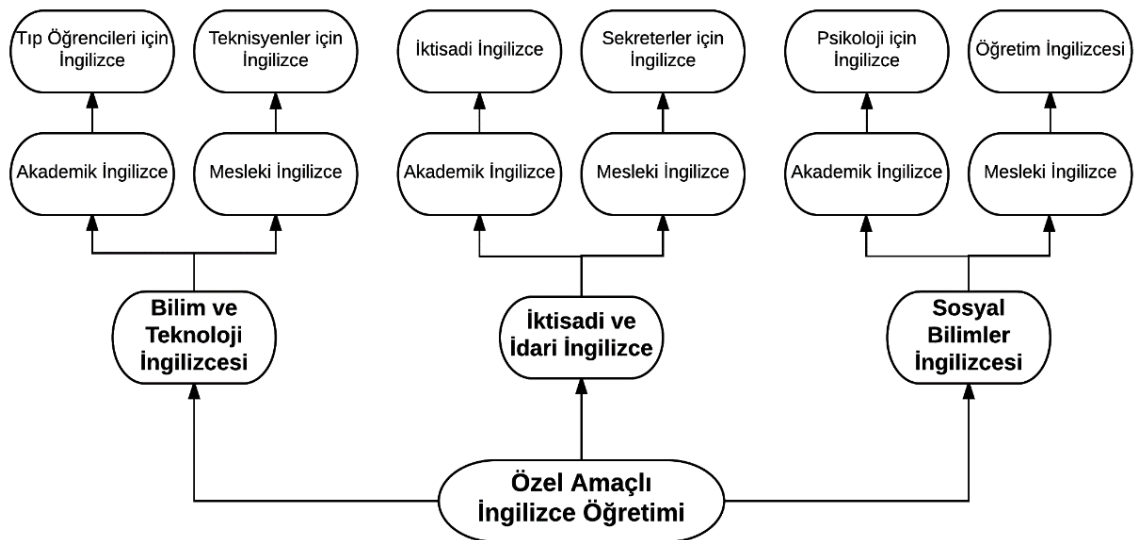 Tıp Öğrencileri için
İngilizce
Teknisyenler için
İngilizce
İktisadi İngilizce
Sekreterler için
İngilizce
Psikoloji için
İngilizce
Öğretim İngilizcesi
Akademik İngilizce
Mesleki İngilizce
Akademik İngilizce
Mesleki İngilizce
Akademik İngilizce
Mesleki İngilizce
Bilim ve
Teknoloji
İngilizcesi
İktisadi ve
İdari İngilizce
Sosyal
Bilimler
İngilizcesi
Özel Amaçlı
İngilizce Öğretimi